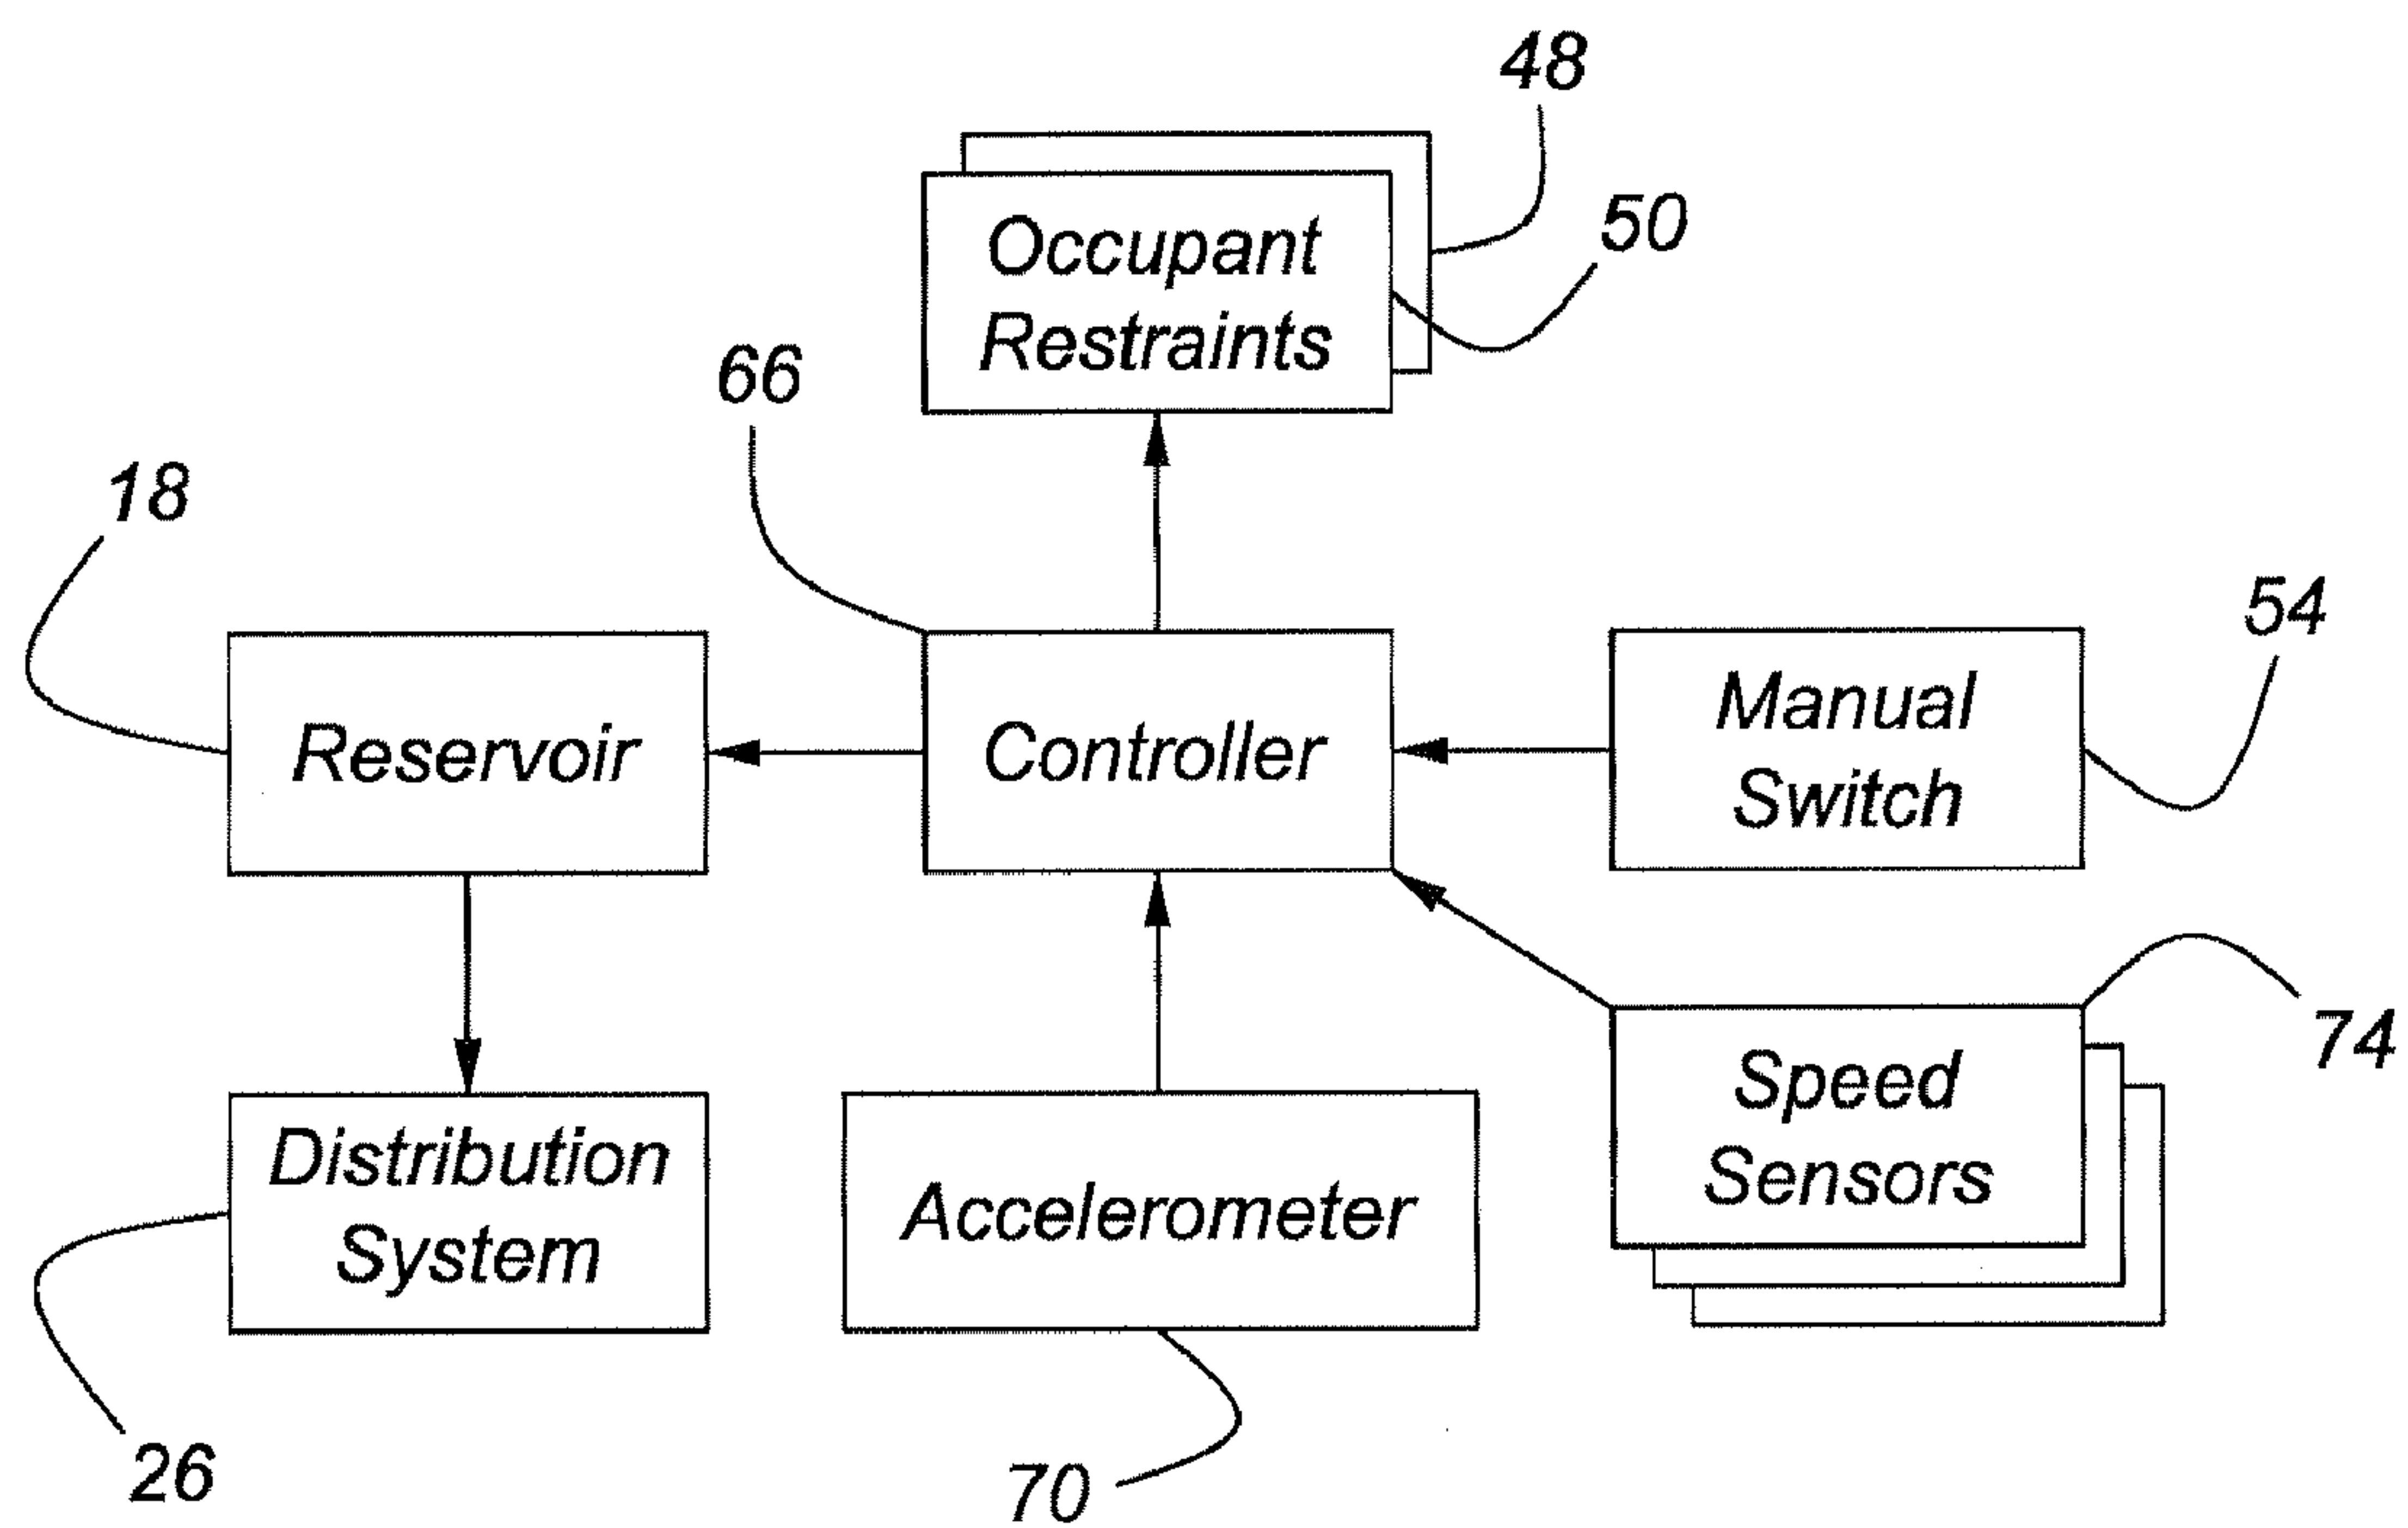 48
Occupant
Restraints
50
66
18
Reservoir
Controller
Manual
Switch
54
Distribution
System
Accelerometer
Speed
Sensors
74
26
70